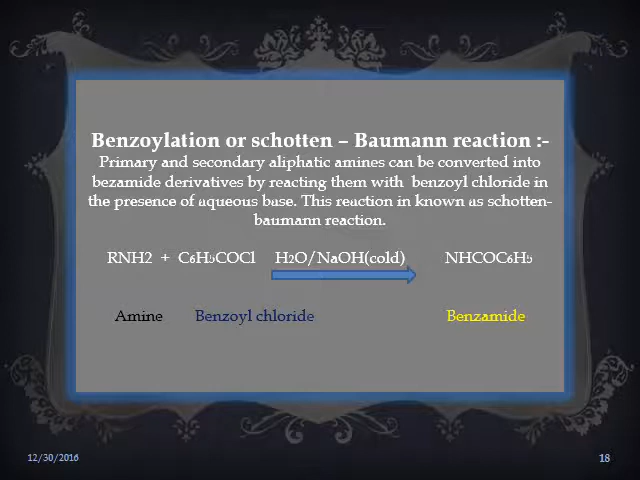 Benzoylation or schotten – Baumann reaction :-
Primary and secondary aliphatic amines can be converted into
bezamide derivatives by reacting them with benzoyl chloride in
the presence of aqueous base. This reaction in known as schotten-
baumann reaction.
RNH2 + C6H5COCl H2O/NaOH(cold) NHCOC6H5
Amine Benzoyl chloride Benzamide
12/30/2016 18